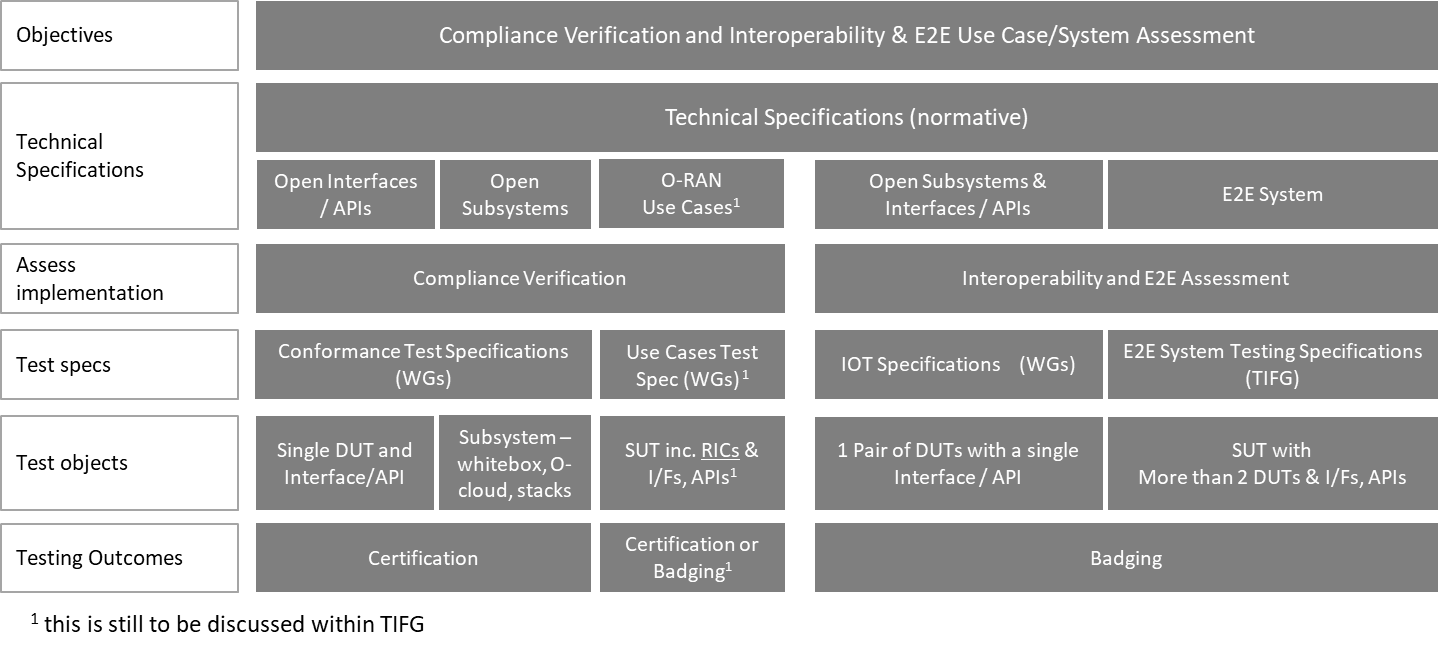 Objectives
Compliance Verification and Interoperability & E2E Use Case/System Assessment
Technical
Specifications
Technical Specifications (normative)
Open Interfaces
/ APIs
Open
Subsystems
O-RAN
Use Cases¹
Open Subsystems &
Interfaces / APIs
E2E System
Assess
implementation
Compliance Verification
Interoperability and E2E Assessment
Test specs
Conformance Test Specifications
(WGs)
Use Cases Test
Spec (WGs)¹
IOT Specifications (WGs)
E2E System Testing Specifications
(TIFG)
Test objects
Single DUT and
Interface/API
Subsystem –
whitebox, O-
cloud, stacks
SUT inc. RICs &
I/Fs, APIs¹
1 Pair of DUTs with a single
Interface / API
SUT with
More than 2 DUTs & I/Fs, APIs
Testing Outcomes
Certification
Certification or
Badging¹
Badging
¹ this is still to be discussed within TIFG